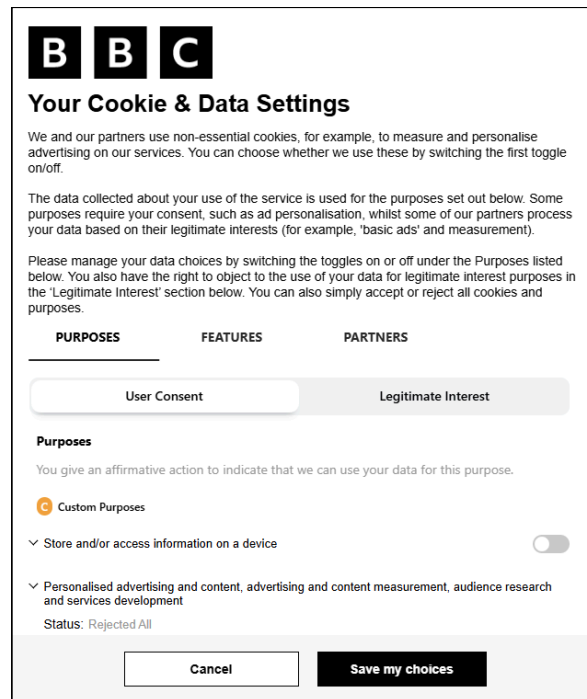 BBC
Your Cookie & Data Settings
We and our partners use non-essential cookies, for example, to measure and personalise
advertising on our services. You can choose whether we use these by switching the first toggle
on/off.
The data collected about your use of the service is used for the purposes set out below. Some
purposes require your consent, such as ad personalisation, whilst some of our partners process
your data based on their legitimate interests (for example, 'basic ads' and measurement).
Please manage your data choices by switching the toggles on or off under the Purposes listed
below. You also have the right to object to the use of your data for legitimate interest purposes in
the ‘Legitimate Interest’ section below. You can also simply accept or reject all cookies and
purposes.
PURPOSES FEATURES PARTNERS
User Consent Legitimate Interest
Purposes
You give an affirmative action to indicate that we can use your data for this purpose.
C Custom Purposes
Store and/or access information on a device
Personalised advertising and content, advertising and content measurement, audience research
and services development
Status: Rejected All
Cancel Save my choices